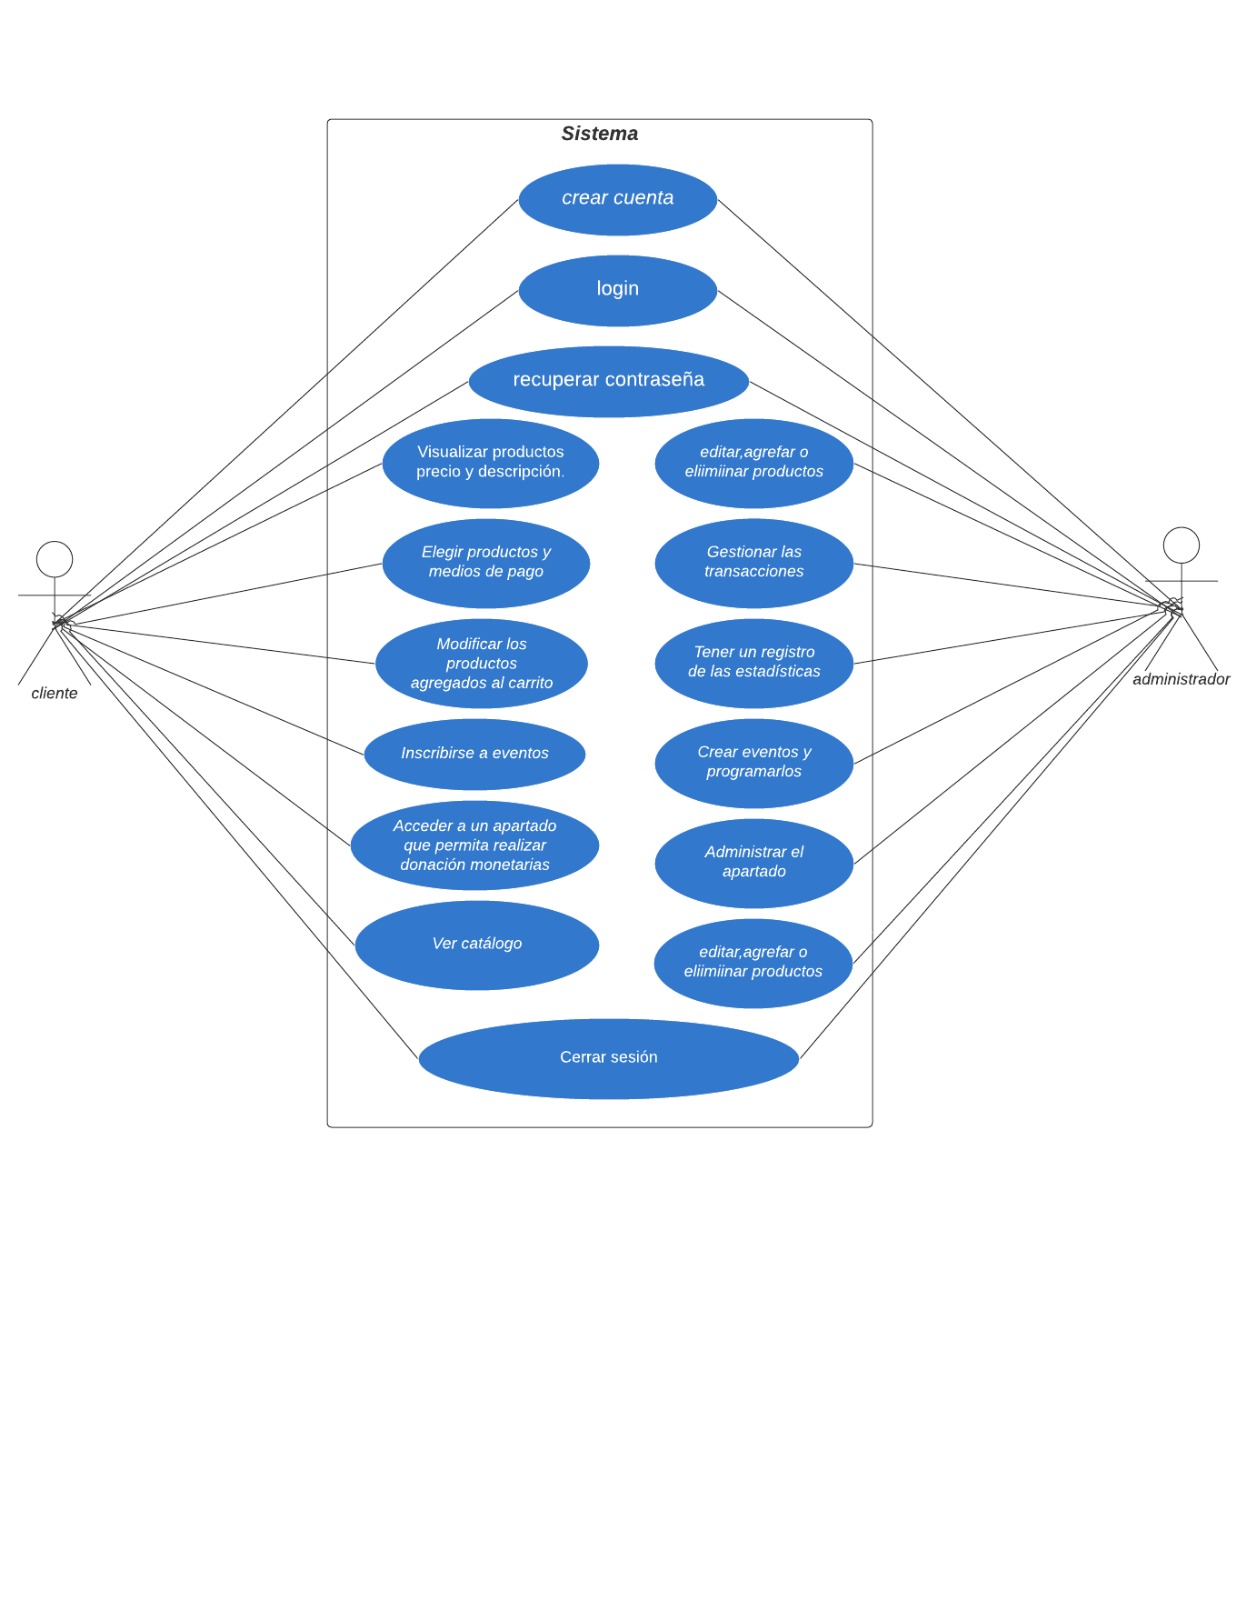 Sistema
crear cuenta
login
recuperar contraseña
Visualizar productos
precio y descripción.
editar,agrefar o
eliimiinar productos
Elegir productos y
medios de pago
Gestionar las
transacciones
Modificar los
productos
agregados al carrito
Tener un registro
de las estadísticas
cliente
administrador
Inscribirse a eventos
Crear eventos y
programarlos
Acceder a un apartado
que permita realizar
donación monetarias
Administrar el
apartado
Ver catálogo
editar,agrefar o
eliimiinar productos
Cerrar sesión